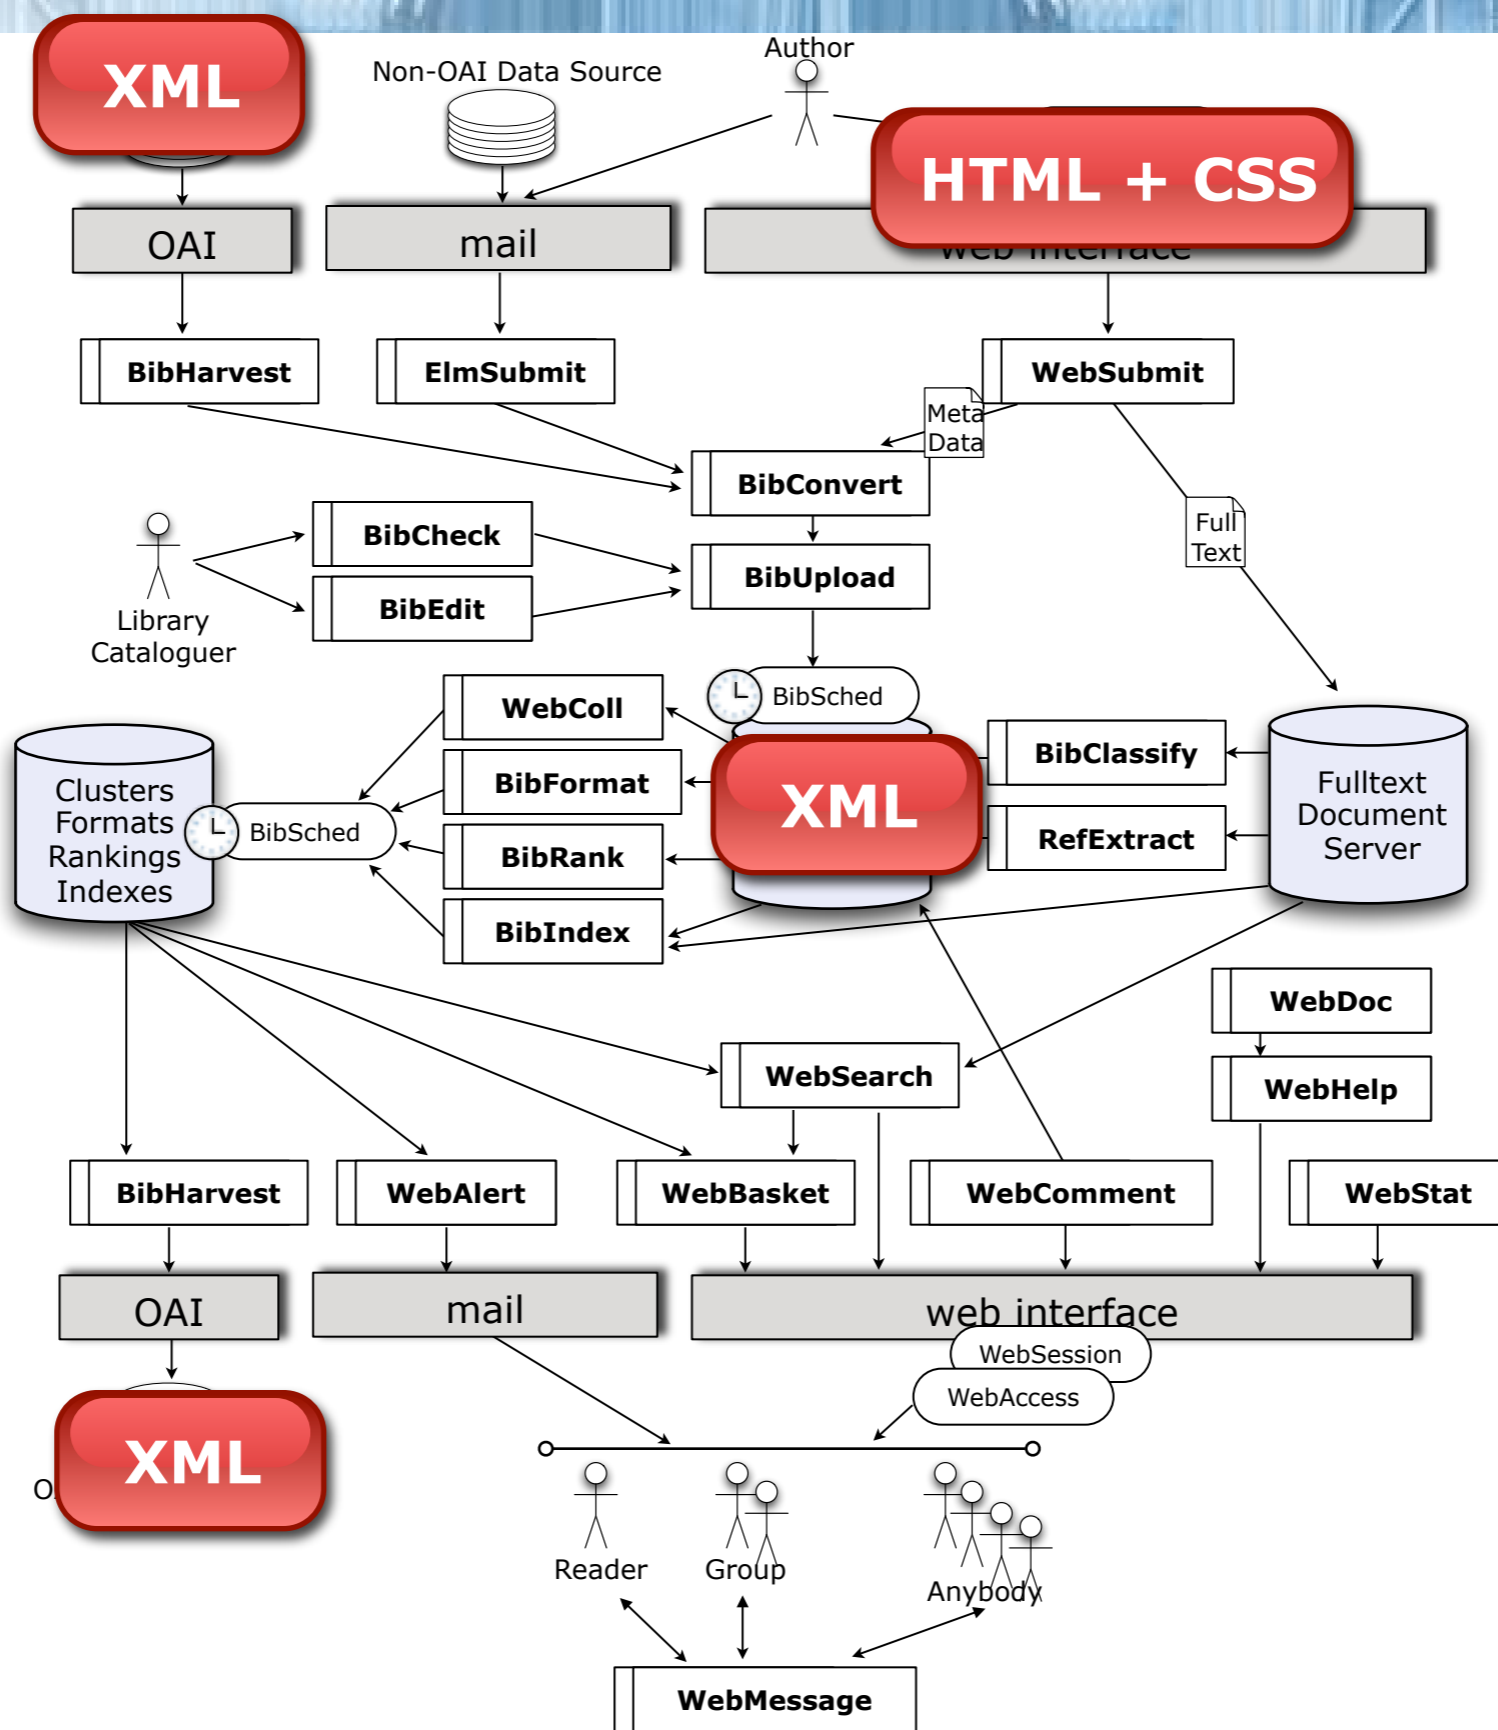 Author
XML
Non-OAI Data Source
HTML + CSS
OAI
mail
web interface
BibHarvest
ElmSubmit
WebSubmit
Meta
Data
BibConvert
Full
Text
BibCheck
BibUpload
BibEdit
Library
Cataloguer
BibSched
WebColl
BibClassify
BibFormat
XML
Clusters
Formats
Rankings
Indexes
BibSched
Fulltext
Document
Server
RefExtract
BibRank
BibIndex
WebDoc
WebSearch
WebHelp
BibHarvest
WebAlert
WebBasket
WebComment
WebStat
OAI
mail
web interface
WebSession
WebAccess
XML
Reader
Group
Anybody
WebMessage